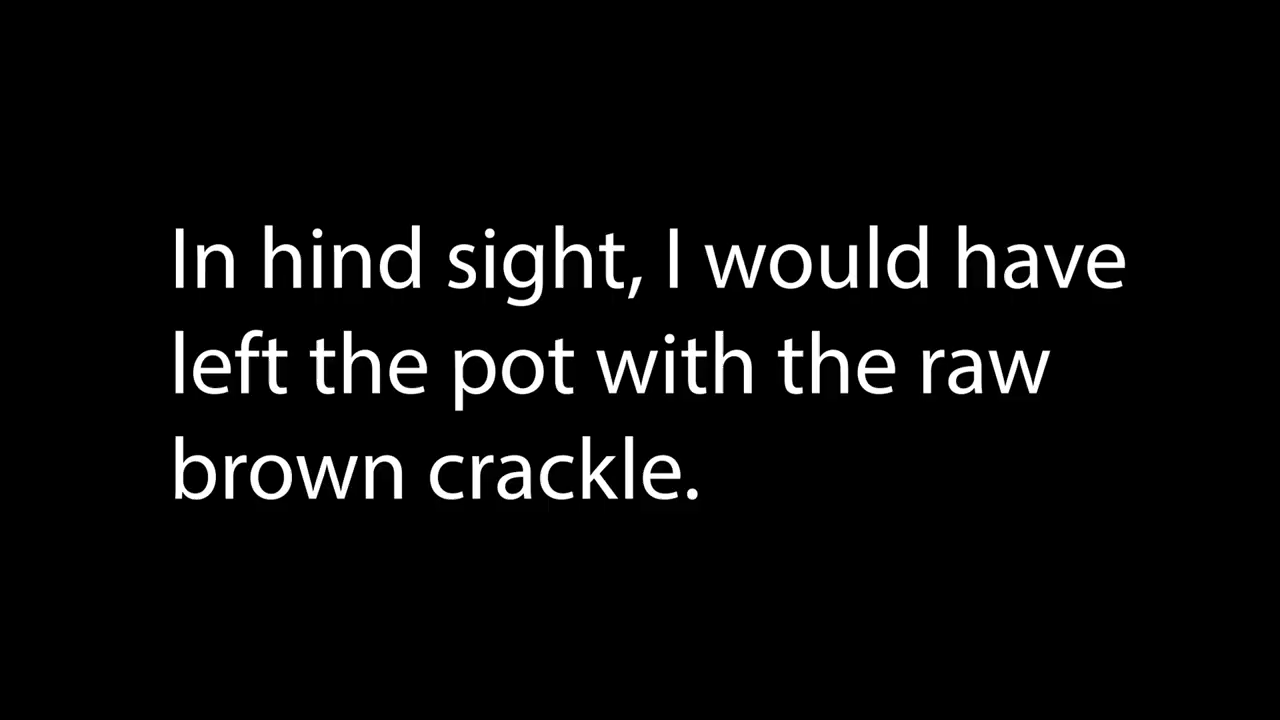 In hind sight, I would have
left the pot with the raw
brown crackle.